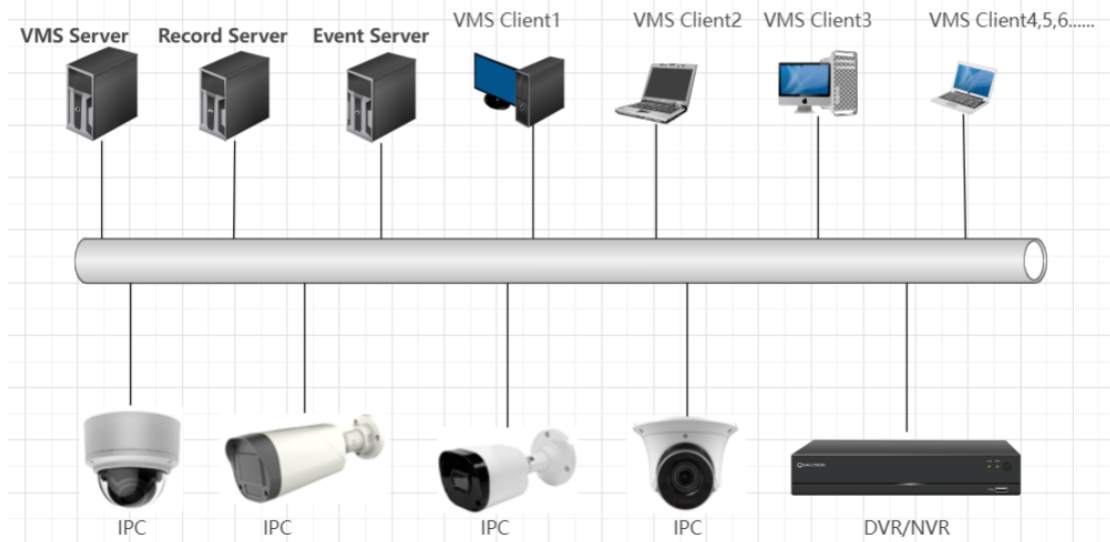 VMS Server
Record Server
Event Server
VMS Client1
VMS Client2
VMS Client3
VMS Client4,5,6......
IPC
IPC
IPC
IPC
DVR/NVR